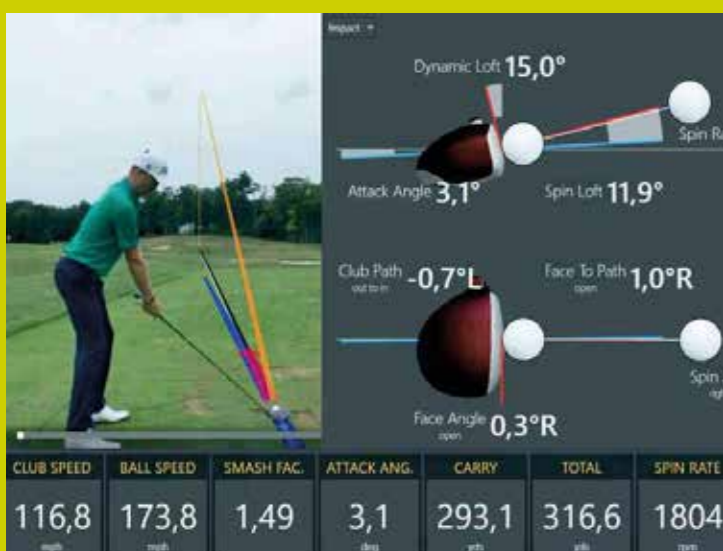 Impact
Dynamic Loft 15,0°
Spin Ra
Attack Angle 3,1°
Spin Loft 11,9°
Club Path -0,7°L
out to in
Face To Path 1,0°R
open
Spin
Face Angle 0,3°R
open
CLUB SPEED BALL SPEED SMASH FAC. ATTACK ANG. CARRY TOTAL SPIN RATE
116,8 173,8 1,49 3,1 293,1 316,6 1804
mph mph deg yds yds rpm